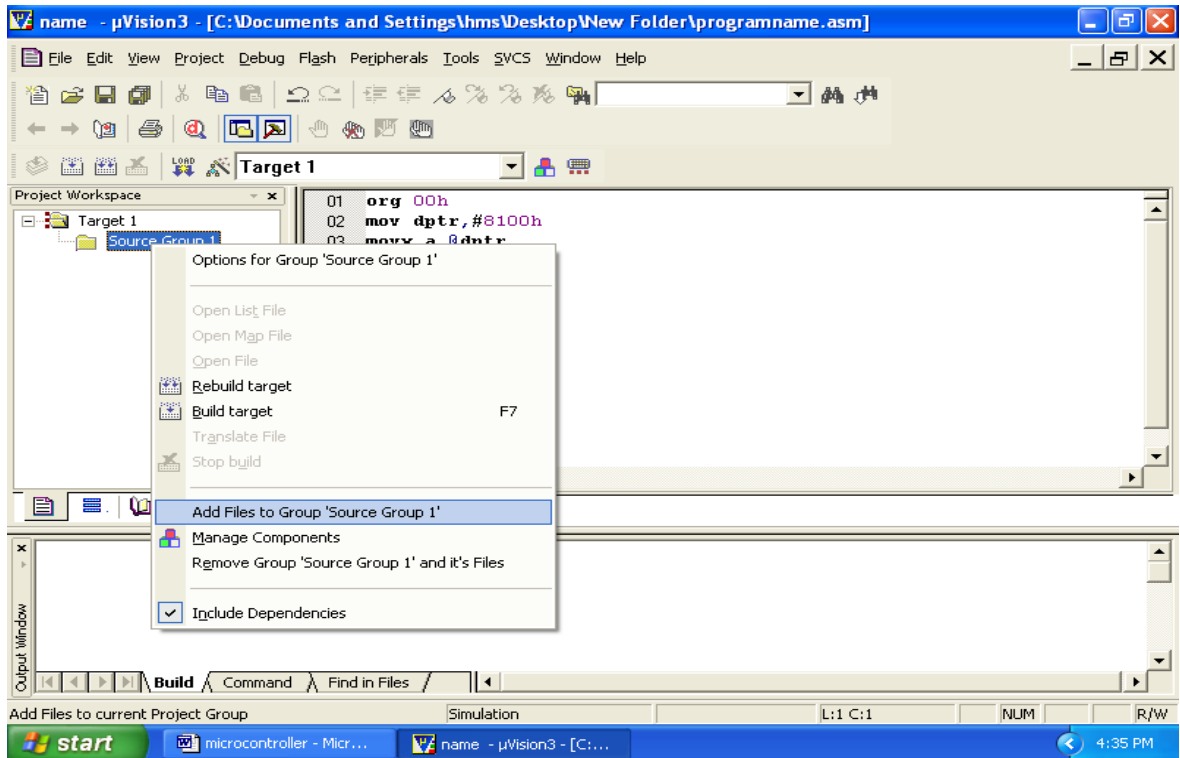 name - µVision3 - [C:\Documents and Settings\hms\Desktop\New Folder\programname.asm]
File Edit View Project Debug Flash Peripherals Tools SVCS Window Help
LOAD Target 1
Project Workspace
Target 1
Source Group 1
01 org 00h
02 mov dptr,#8100h
03 movx a,@dptr
Options for Group 'Source Group 1'
Open List File
Open Map File
Open File
Rebuild target
Build target F7
Translate File
Stop build
Add Files to Group 'Source Group 1'
Manage Components
Remove Group 'Source Group 1' and it's Files
Include Dependencies
Output Window
Build Command Find in Files
Add Files to current Project Group Simulation L:1 C:1 NUM R/W
start microcontroller - Micr... name - µVision3 - [C:... 4:35 PM